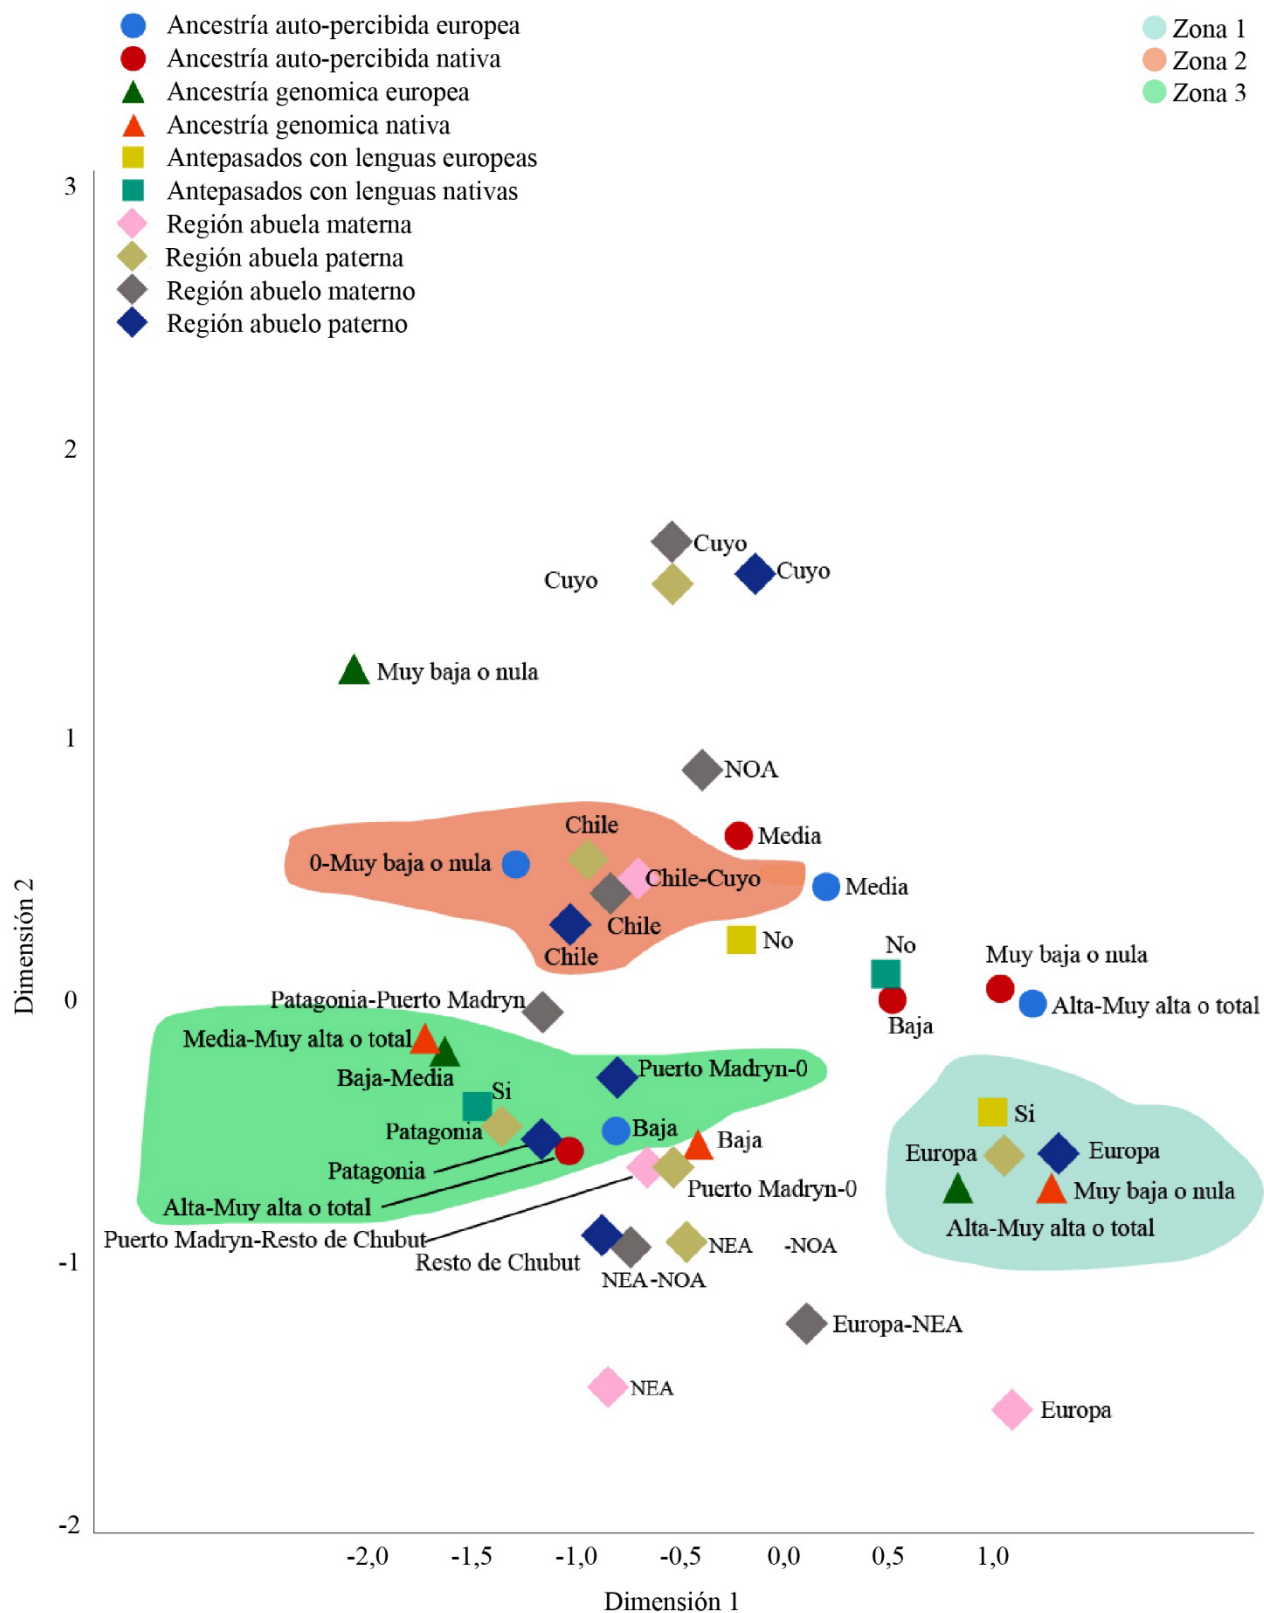 Ancestría auto-percibida europea
Ancestría auto-percibida nativa
Ancestría genomica europea
Ancestría genomica nativa
Antepasados con lenguas europeas
Antepasados con lenguas nativas
Región abuela materna
Región abuela paterna
Región abuelo materno
Región abuelo paterno
Zona 1
Zona 2
Zona 3
3
2
1
0
-1
-2
Dimensión 2
Cuyo
Cuyo
Cuyo
Muy baja o nula
NOA
Chile
Media
0-Muy baja o nula
Chile-Cuyo
Media
Chile
No
Chile
No
Muy baja o nula
Patagonia-Puerto Madryn
Alta-Muy alta o total
Baja
Media-Muy alta o total
Baja-Media
Puerto Madryn-0
Si
Patagonia
Baja
Baja
Si
Europa
Europa
Patagonia
Puerto Madryn-0
Muy baja o nula
Alta-Muy alta o total
Alta-Muy alta o total
Puerto Madryn-Resto de Chubut
Resto de Chubut
NEA -NOA
NEA-NOA
Europa-NEA
NEA
Europa
-2,0 -1,5 -1,0 -0,5 0,0 0,5 1,0
Dimensión 1